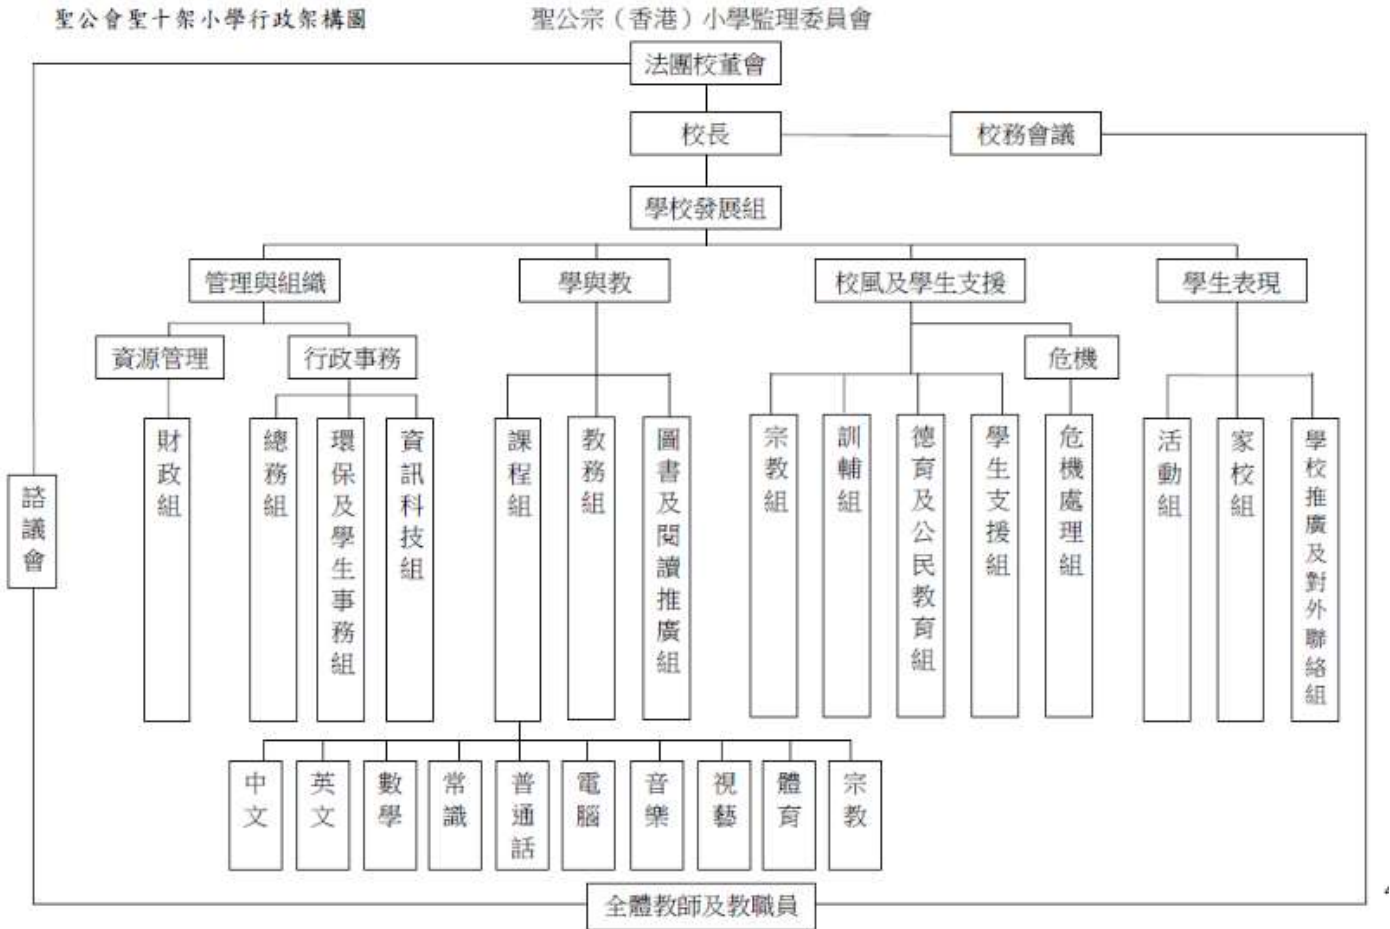 聖公會聖十架小學行政架構圖
聖公宗（香港）小學監理委員會
法團校董會
校長
校務會議
學校發展組
管理與組織
學與教
校風及學生支援
學生表現
資源管理
行政事務
危機
財政組
總務組
環保及學生事務組
資訊科技組
課程組
教務組
圖書及閱讀推廣組
宗教組
訓輔組
德育及公民教育組
學生支援組
危機處理組
活動組
家校組
學校推廣及對外聯絡組
諮議會
中文
英文
數學
常識
普通話
電腦
音樂
視藝
體育
宗教
全體教師及教職員